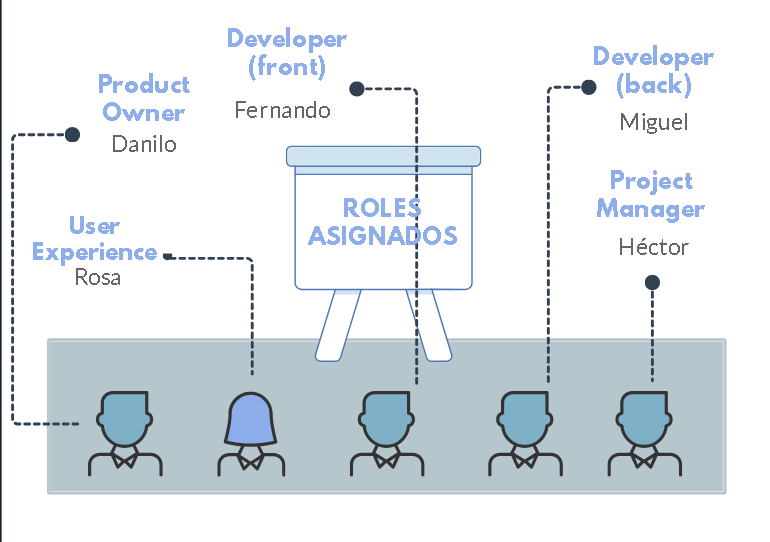 Developer
(front)
Fernando
Developer
(back)
Miguel
Product
Owner
Danilo
Project
Manager
Héctor
User
Experience
Rosa
ROLES
ASIGNADOS